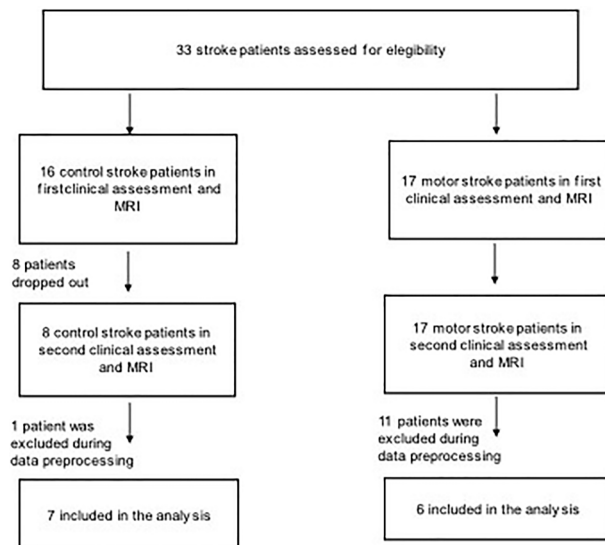 33 stroke patients assessed for elegibility
16 control stroke patients in
firstclinical assessment and
MRI
17 motor stroke patients in first
clinical assessment and MRI
8 patients
dropped out
8 control stroke patients in
second clinical assessment
and MRI
17 motor stroke patients in
second clinical assessment
and MRI
1 patient was
excluded during
data preprocessing
11 patients were
excluded during
data preprocessing
7 included in the analysis
6 included in the analysis